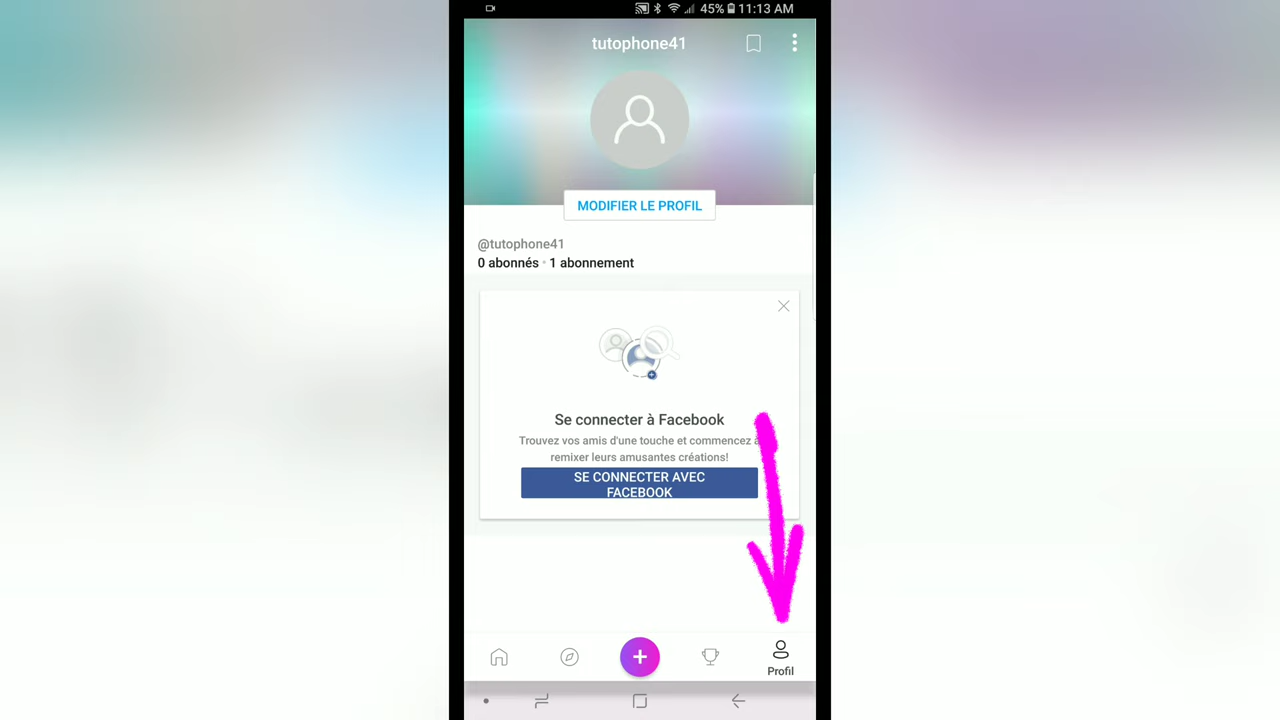 45% 11:13 AM
tutophone41
MODIFIER LE PROFIL
@tutophone41
0 abonnés · 1 abonnement
Se connecter à Facebook
Trouvez vos amis d'une touche et commencez à
remixer leurs amusantes créations!
SE CONNECTER AVEC
FACEBOOK
Profil